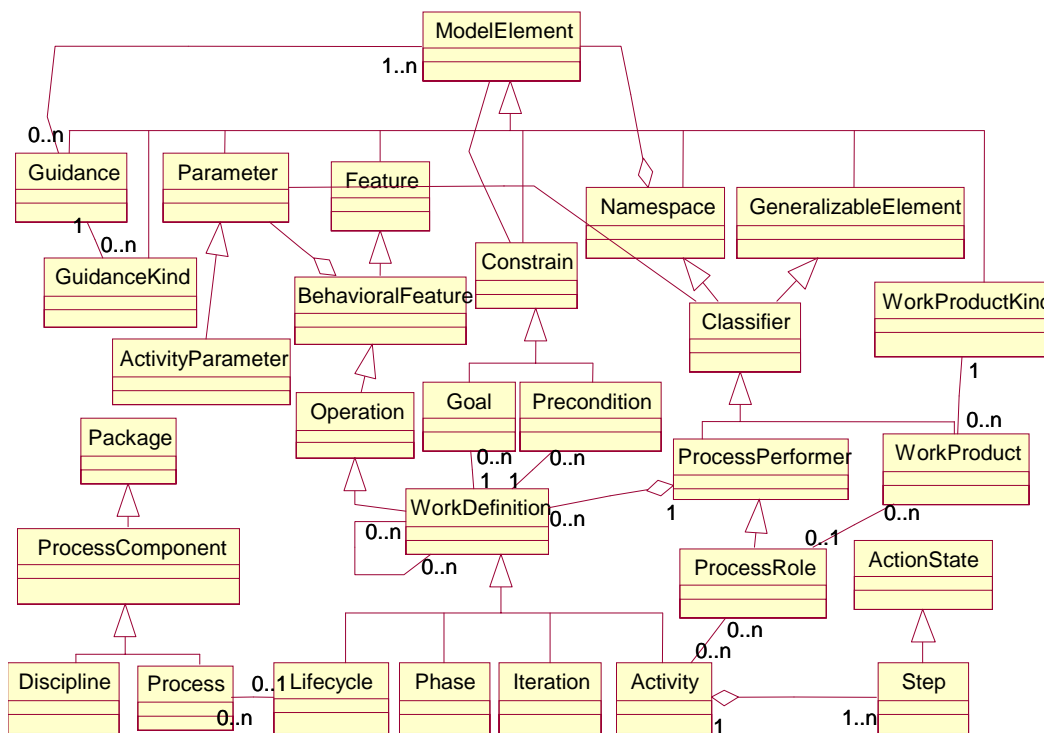 ModelElement
1..n
0..n
Guidance
Parameter
Feature
Namespace
GeneralizableElement
1
0..n
GuidanceKind
Constrain
BehavioralFeature
Classifier
WorkProductKind
ActivityParameter
1
Operation
Goal
Precondition
0..n
Package
0..n
0..n
ProcessPerformer
WorkProduct
1
1
WorkDefinition
0..n
0..n
1
0..n
0..n
0..1
ProcessComponent
ProcessRole
ActionState
0..n
0..n
Discipline
Process
0..1
Lifecycle
Phase
Iteration
Activity
Step
0..n
1
1..n